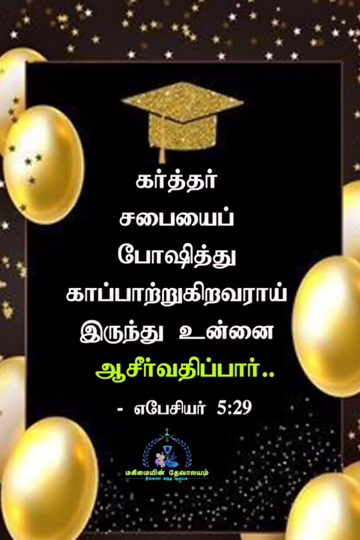 கர்த்தர்
சபையைப்
போஷித்து
காப்பாற்றுகிறவராய்
இருந்து உன்னை
ஆசீர்வதிப்பார்..
- எபேசியர் 5:29
மகிமையின் தேவாலயம்